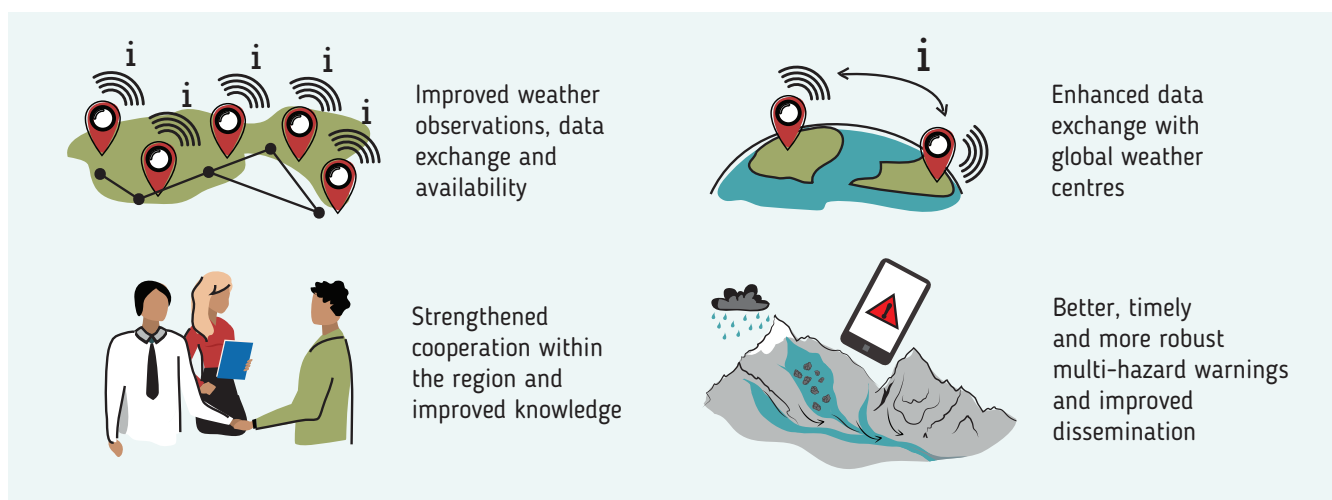 i
i
i
i
i
Improved weather
observations, data
exchange and
availability
i
Enhanced data
exchange with
global weather
centres
Strengthened
cooperation within
the region and
improved knowledge
Better, timely
and more robust
multi-hazard warnings
and improved
dissemination